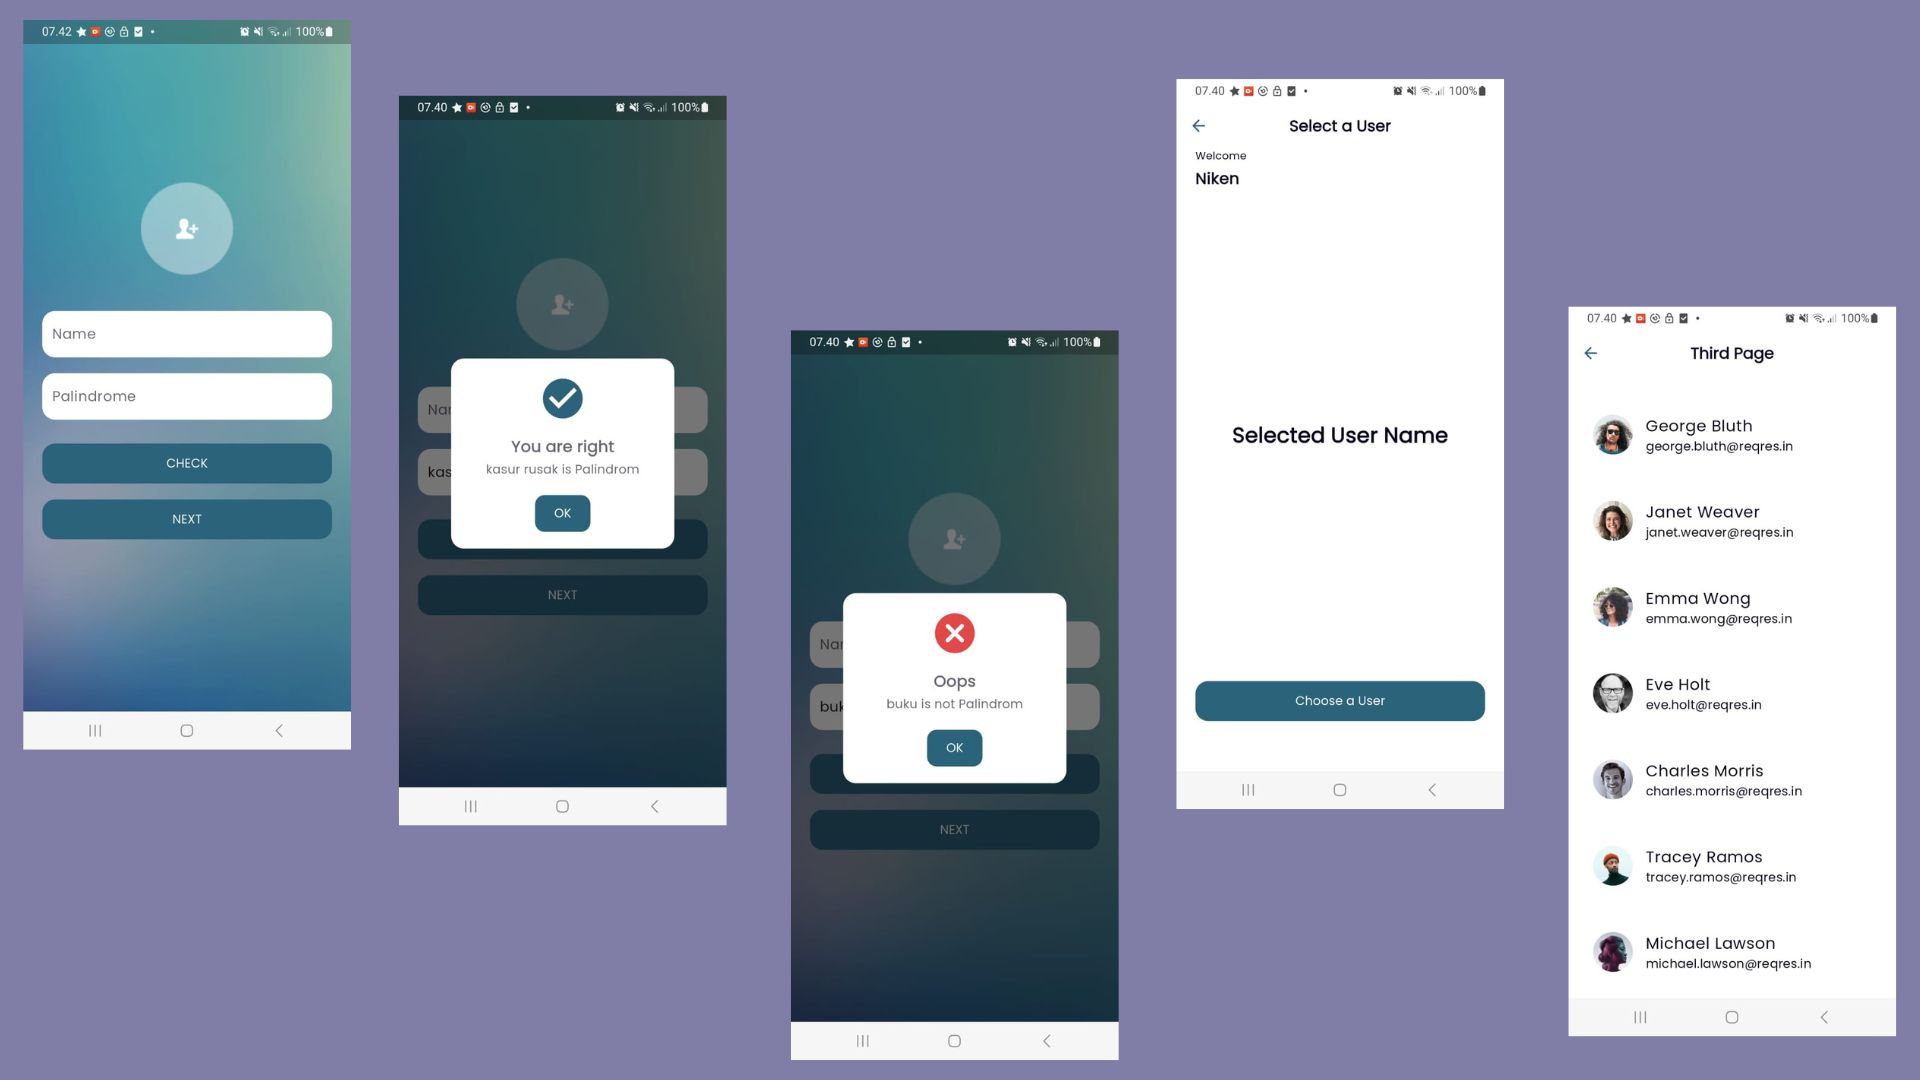 07.42
100%
Name
Palindrome
CHECK
NEXT
07.40
100%
Nar
kas
You are right
kasur rusak is Palindrom
OK
NEXT
07.40
100%
Nar
buk
Oops
buku is not Palindrom
OK
NEXT
07.40
100%
Select a User
Welcome
Niken
Selected User Name
Choose a User
07.40
100%
Third Page
George Bluth
george.bluth@reqres.in
Janet Weaver
janet.weaver@reqres.in
Emma Wong
emma.wong@reqres.in
Eve Holt
eve.holt@reqres.in
Charles Morris
charles.morris@reqres.in
Tracey Ramos
tracey.ramos@reqres.in
Michael Lawson
michael.lawson@reqres.in